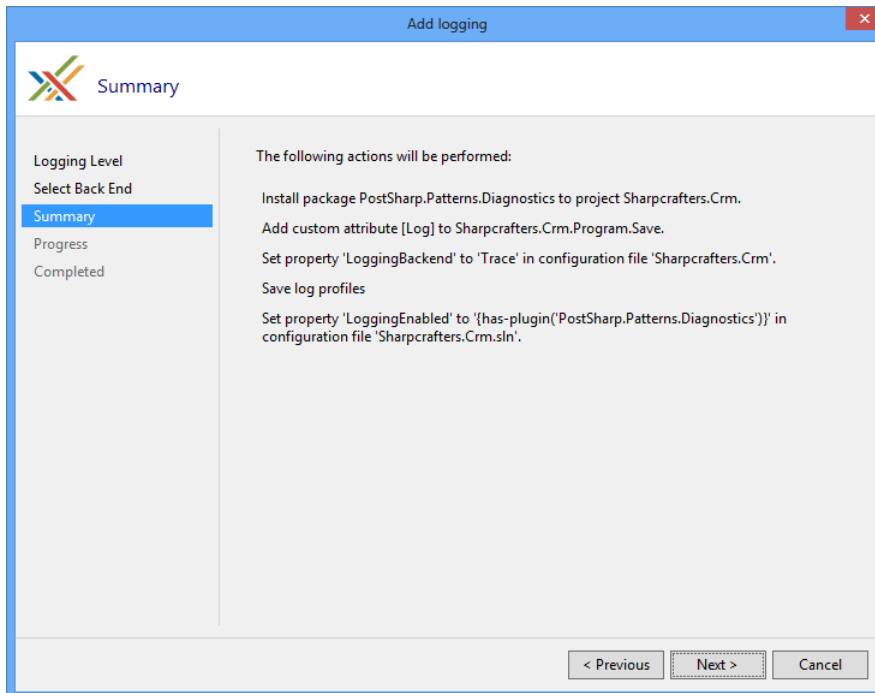 Add logging
Summary
Logging Level
Select Back End
Summary
Progress
Completed
The following actions will be performed:
Install package PostSharp.Patterns.Diagnostics to project Sharpcrafters.Crm.
Add custom attribute [Log] to Sharpcrafters.Crm.Program.Save.
Set property 'LoggingBackend' to 'Trace' in configuration file 'Sharpcrafters.Crm'.
Save log profiles
Set property 'LoggingEnabled' to '{has-plugin('PostSharp.Patterns.Diagnostics')}' in
configuration file 'Sharpcrafters.Crm.sln'.
< Previous
Next >
Cancel